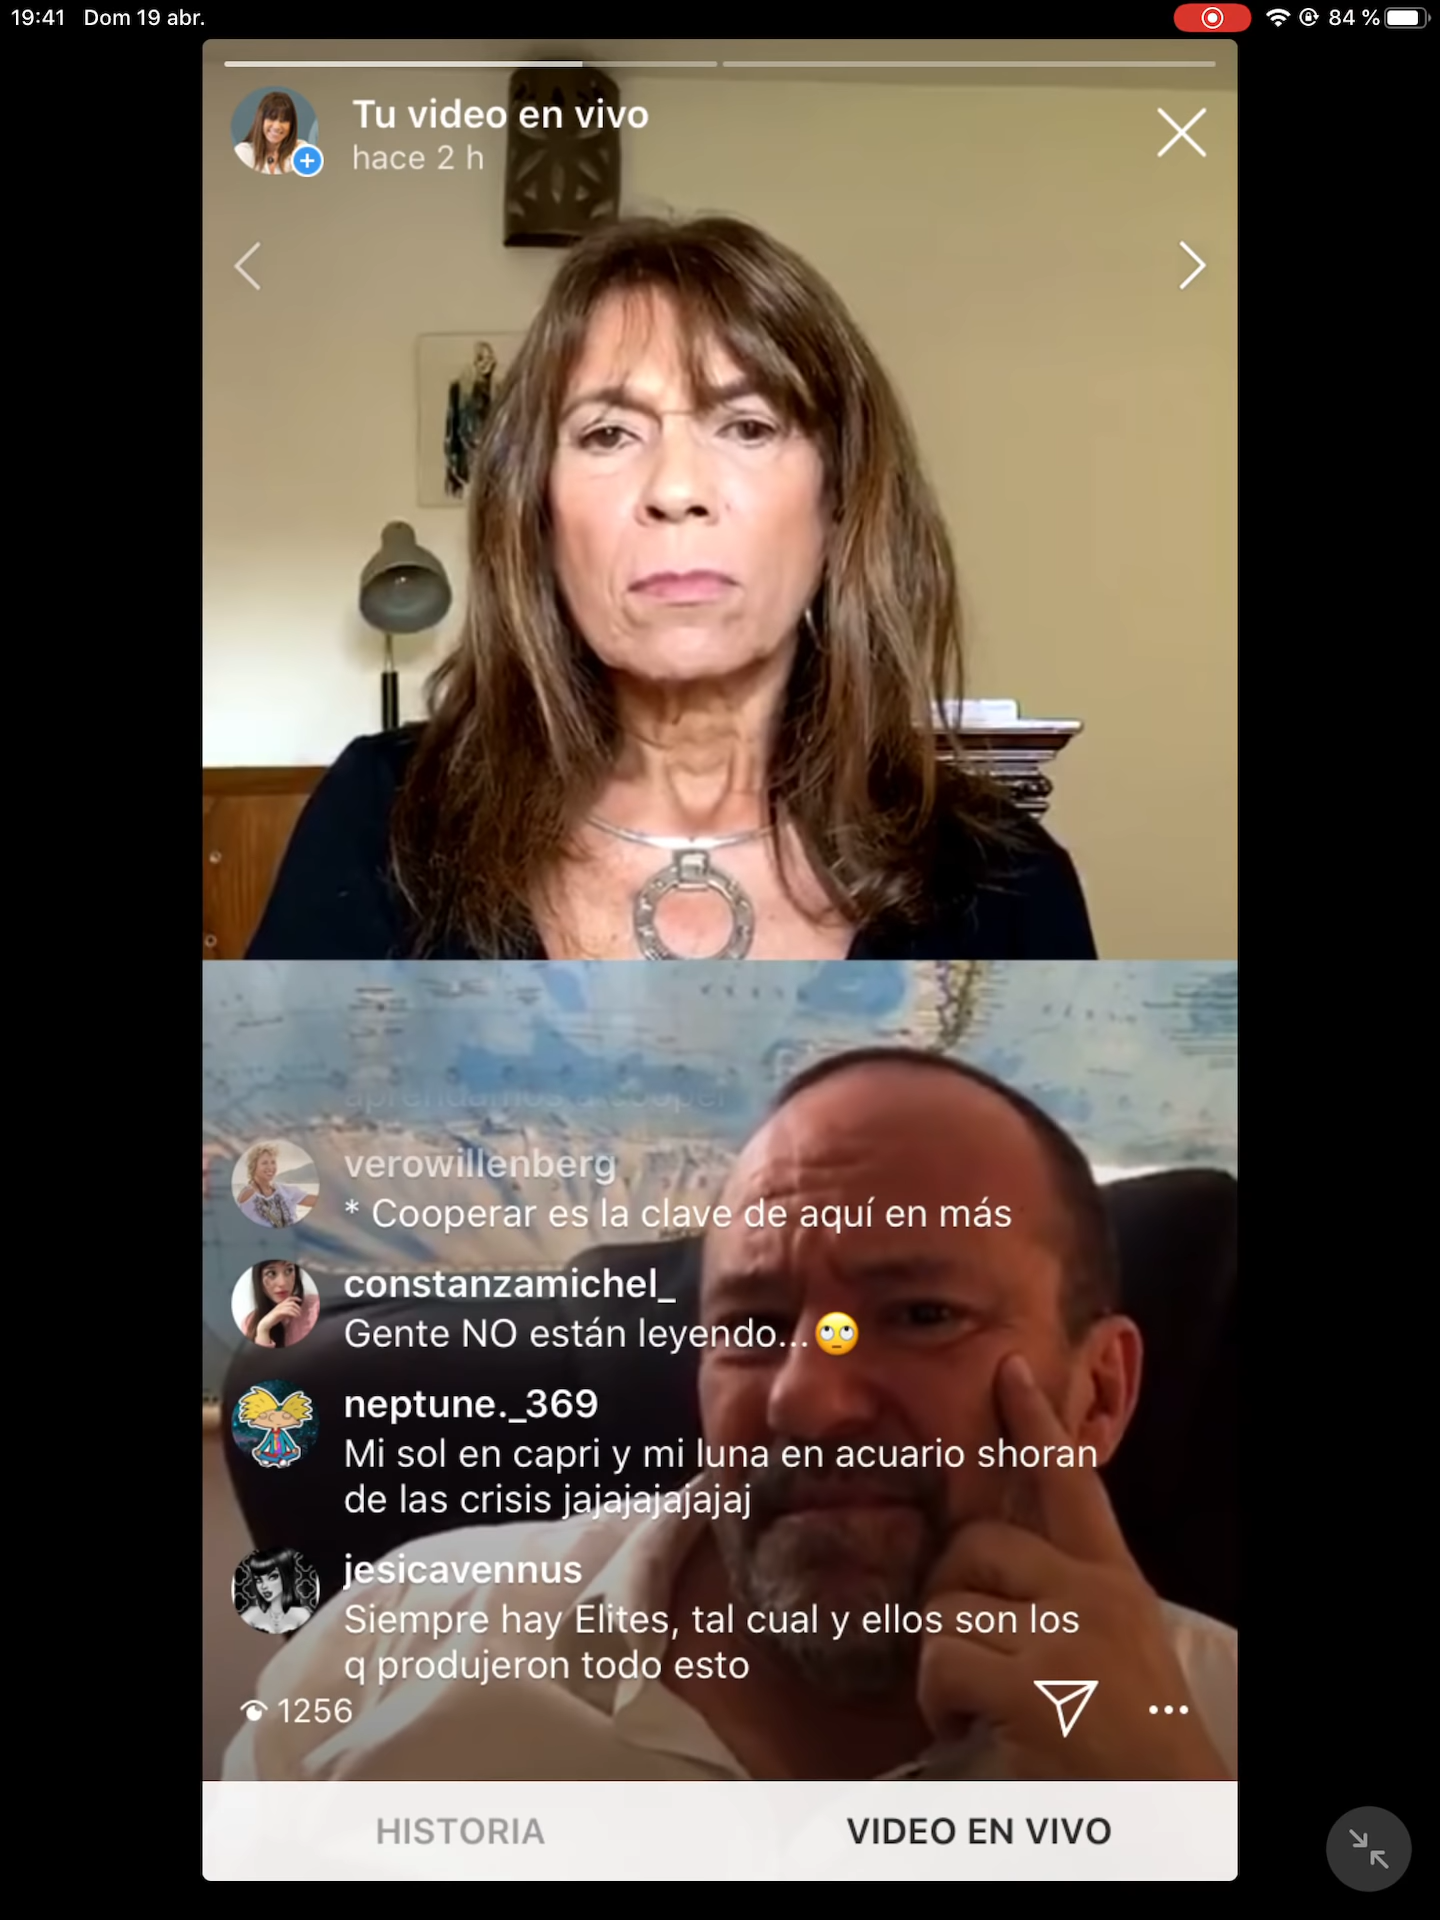 19:41 Dom 19 abr.
84 %
Tu video en vivo
hace 2 h
aprendamos a cooper
verowillenberg
* Cooperar es la clave de aquí en más
constanzamichel_
Gente NO están leyendo...🙄
neptune._369
Mi sol en capri y mi luna en acuario shoran
de las crisis jajajajajajaj
jesicavennus
Siempre hay Elites, tal cual y ellos son los
q produjeron todo esto
1256
HISTORIA
VIDEO EN VIVO